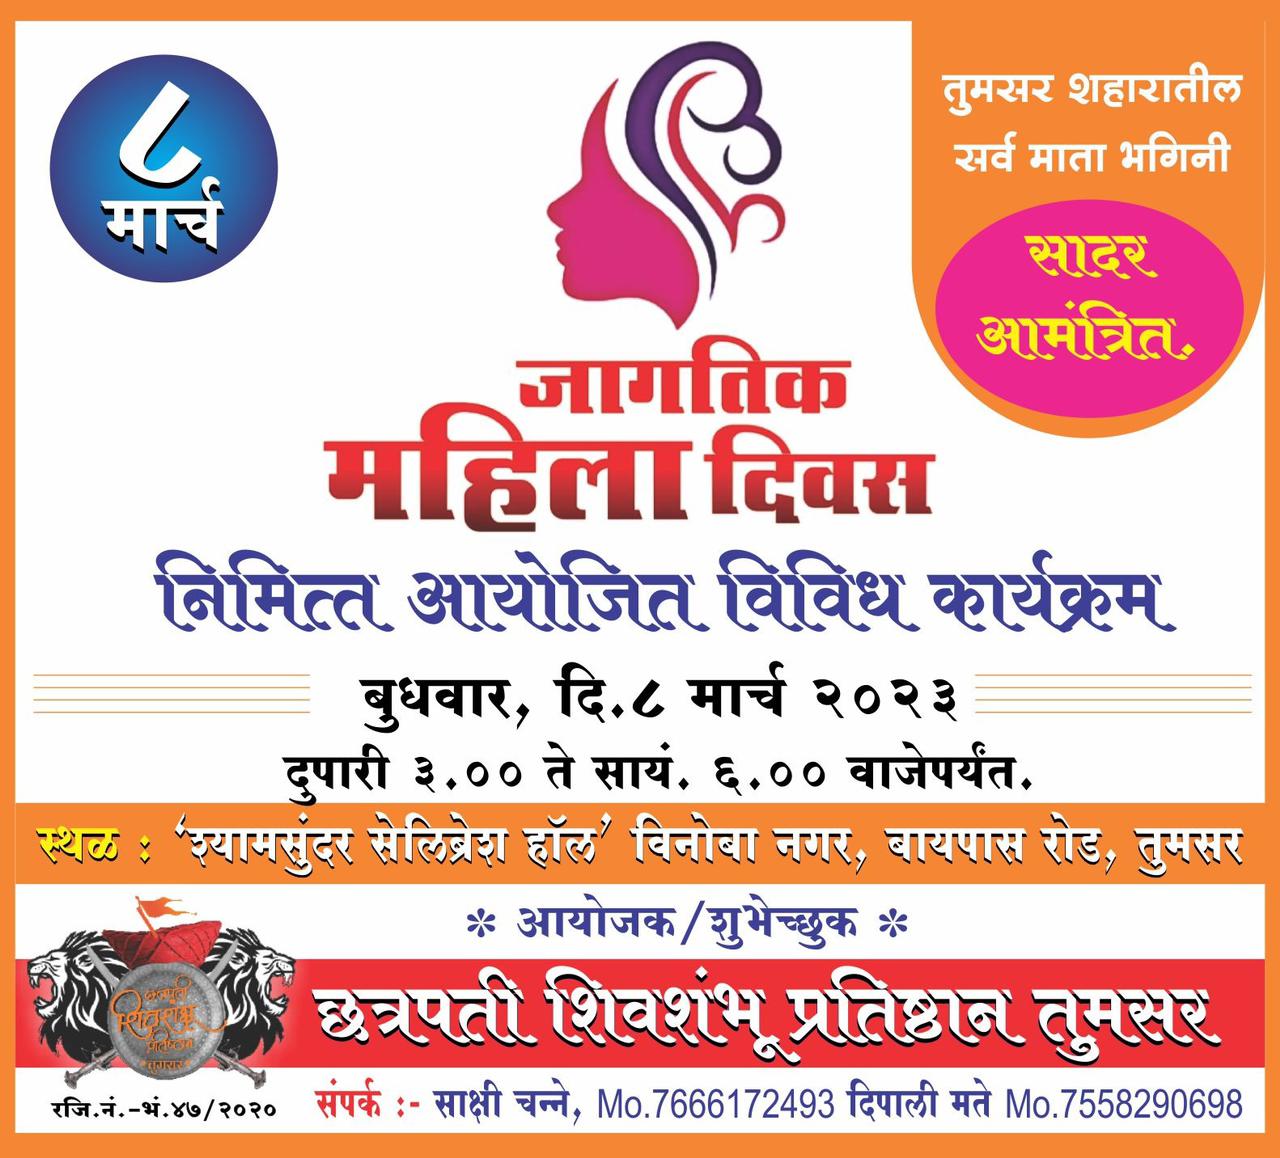 ८
मार्च
तुमसर शहारातील
सर्व माता भगिनी
सादर
आमंत्रित.
जागतिक
महिला दिवस
निमित्त आयोजित विविध कार्यक्रम
बुधवार, दि.८ मार्च २०२३
दुपारी ३.०० ते सायं. ६.०० वाजेपर्यंत.
स्थळ : 'श्यामसुंदर सेलिब्रेश हॉल' विनोबा नगर, बायपास रोड, तुमसर
* आयोजक/शुभेच्छुक *
छत्रपती
शिवशंभू
प्रतिष्ठान
तुमसर
छत्रपती शिवशंभू प्रतिष्ठान तुमसर
रजि.नं.-भं.४७/२०२०
संपर्क :- साक्षी चन्ने, Mo.7666172493 दिपाली मते Mo.7558290698